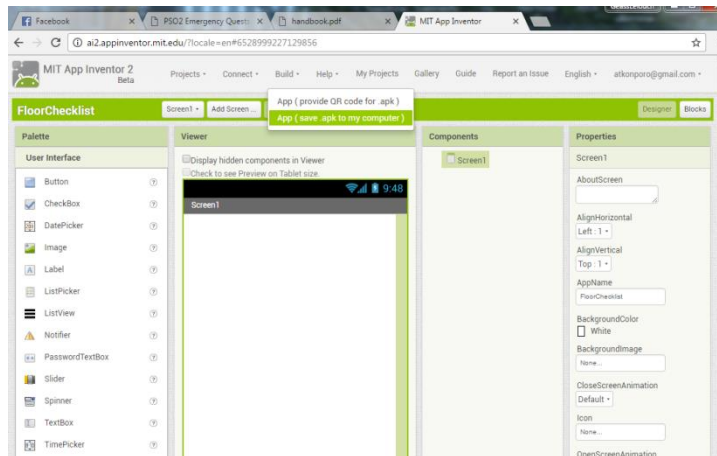 Facebook
PSO2 Emergency Quest
handbook.pdf
MIT App Inventor
ai2.appinventor.mit.edu/?locale=en#6528999227129856
MIT App Inventor 2
Beta
Projects
Connect
Build
Help
My Projects
Gallery
Guide
Report an Issue
English
atkonporo@gmail.com
FloorChecklist
Screen1
Add Screen ...
App ( provide QR code for .apk )
App ( save .apk to my computer )
Designer
Blocks
Palette
Viewer
Components
Properties
User Interface
Button
CheckBox
DatePicker
Image
Label
ListPicker
ListView
Notifier
PasswordTextBox
Slider
Spinner
TextBox
TimePicker
Display hidden components in Viewer
Check to see Preview on Tablet size.
9:48
Screen1
Screen1
Screen1
AboutScreen
AlignHorizontal
Left : 1
AlignVertical
Top : 1
AppName
FloorChecklist
BackgroundColor
White
BackgroundImage
None...
CloseScreenAnimation
Default
Icon
None...
OpenScreenAnimation